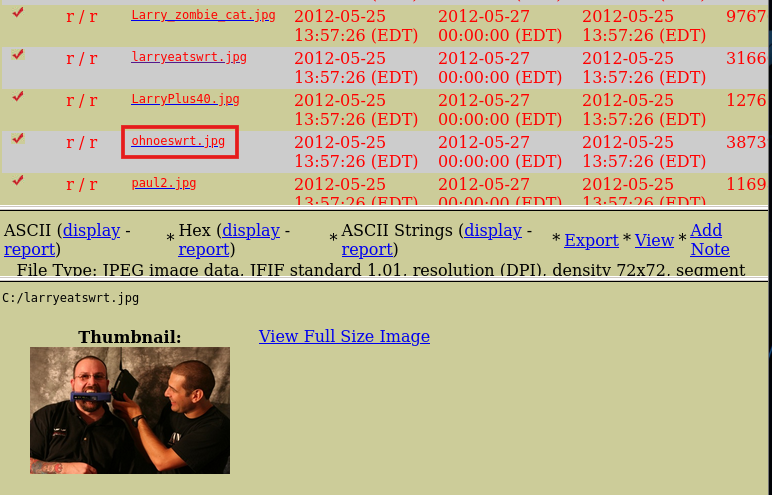 r / r Larry_zombie_cat.jpg 2012-05-25 2012-05-27 2012-05-25 9767
13:57:26 (EDT) 00:00:00 (EDT) 13:57:26 (EDT)
r / r larryeatswrt.jpg 2012-05-25 2012-05-27 2012-05-25 3166
13:57:26 (EDT) 00:00:00 (EDT) 13:57:26 (EDT)
r / r LarryPlus40.jpg 2012-05-25 2012-05-27 2012-05-25 1276
13:57:26 (EDT) 00:00:00 (EDT) 13:57:26 (EDT)
r / r ohnoeswrt.jpg 2012-05-25 2012-05-27 2012-05-25 3873
13:57:26 (EDT) 00:00:00 (EDT) 13:57:26 (EDT)
r / r paul2.jpg 2012-05-25 2012-05-27 2012-05-25 1169
13:57:26 (EDT) 00:00:00 (EDT) 13:57:26 (EDT)
ASCII (display - report) * Hex (display - report) * ASCII Strings (display - report) * Export * View * Add Note
File Type: JPEG image data, JFIF standard 1.01, resolution (DPI), density 72x72, segment
C:/larryeatswrt.jpg
Thumbnail: View Full Size Image